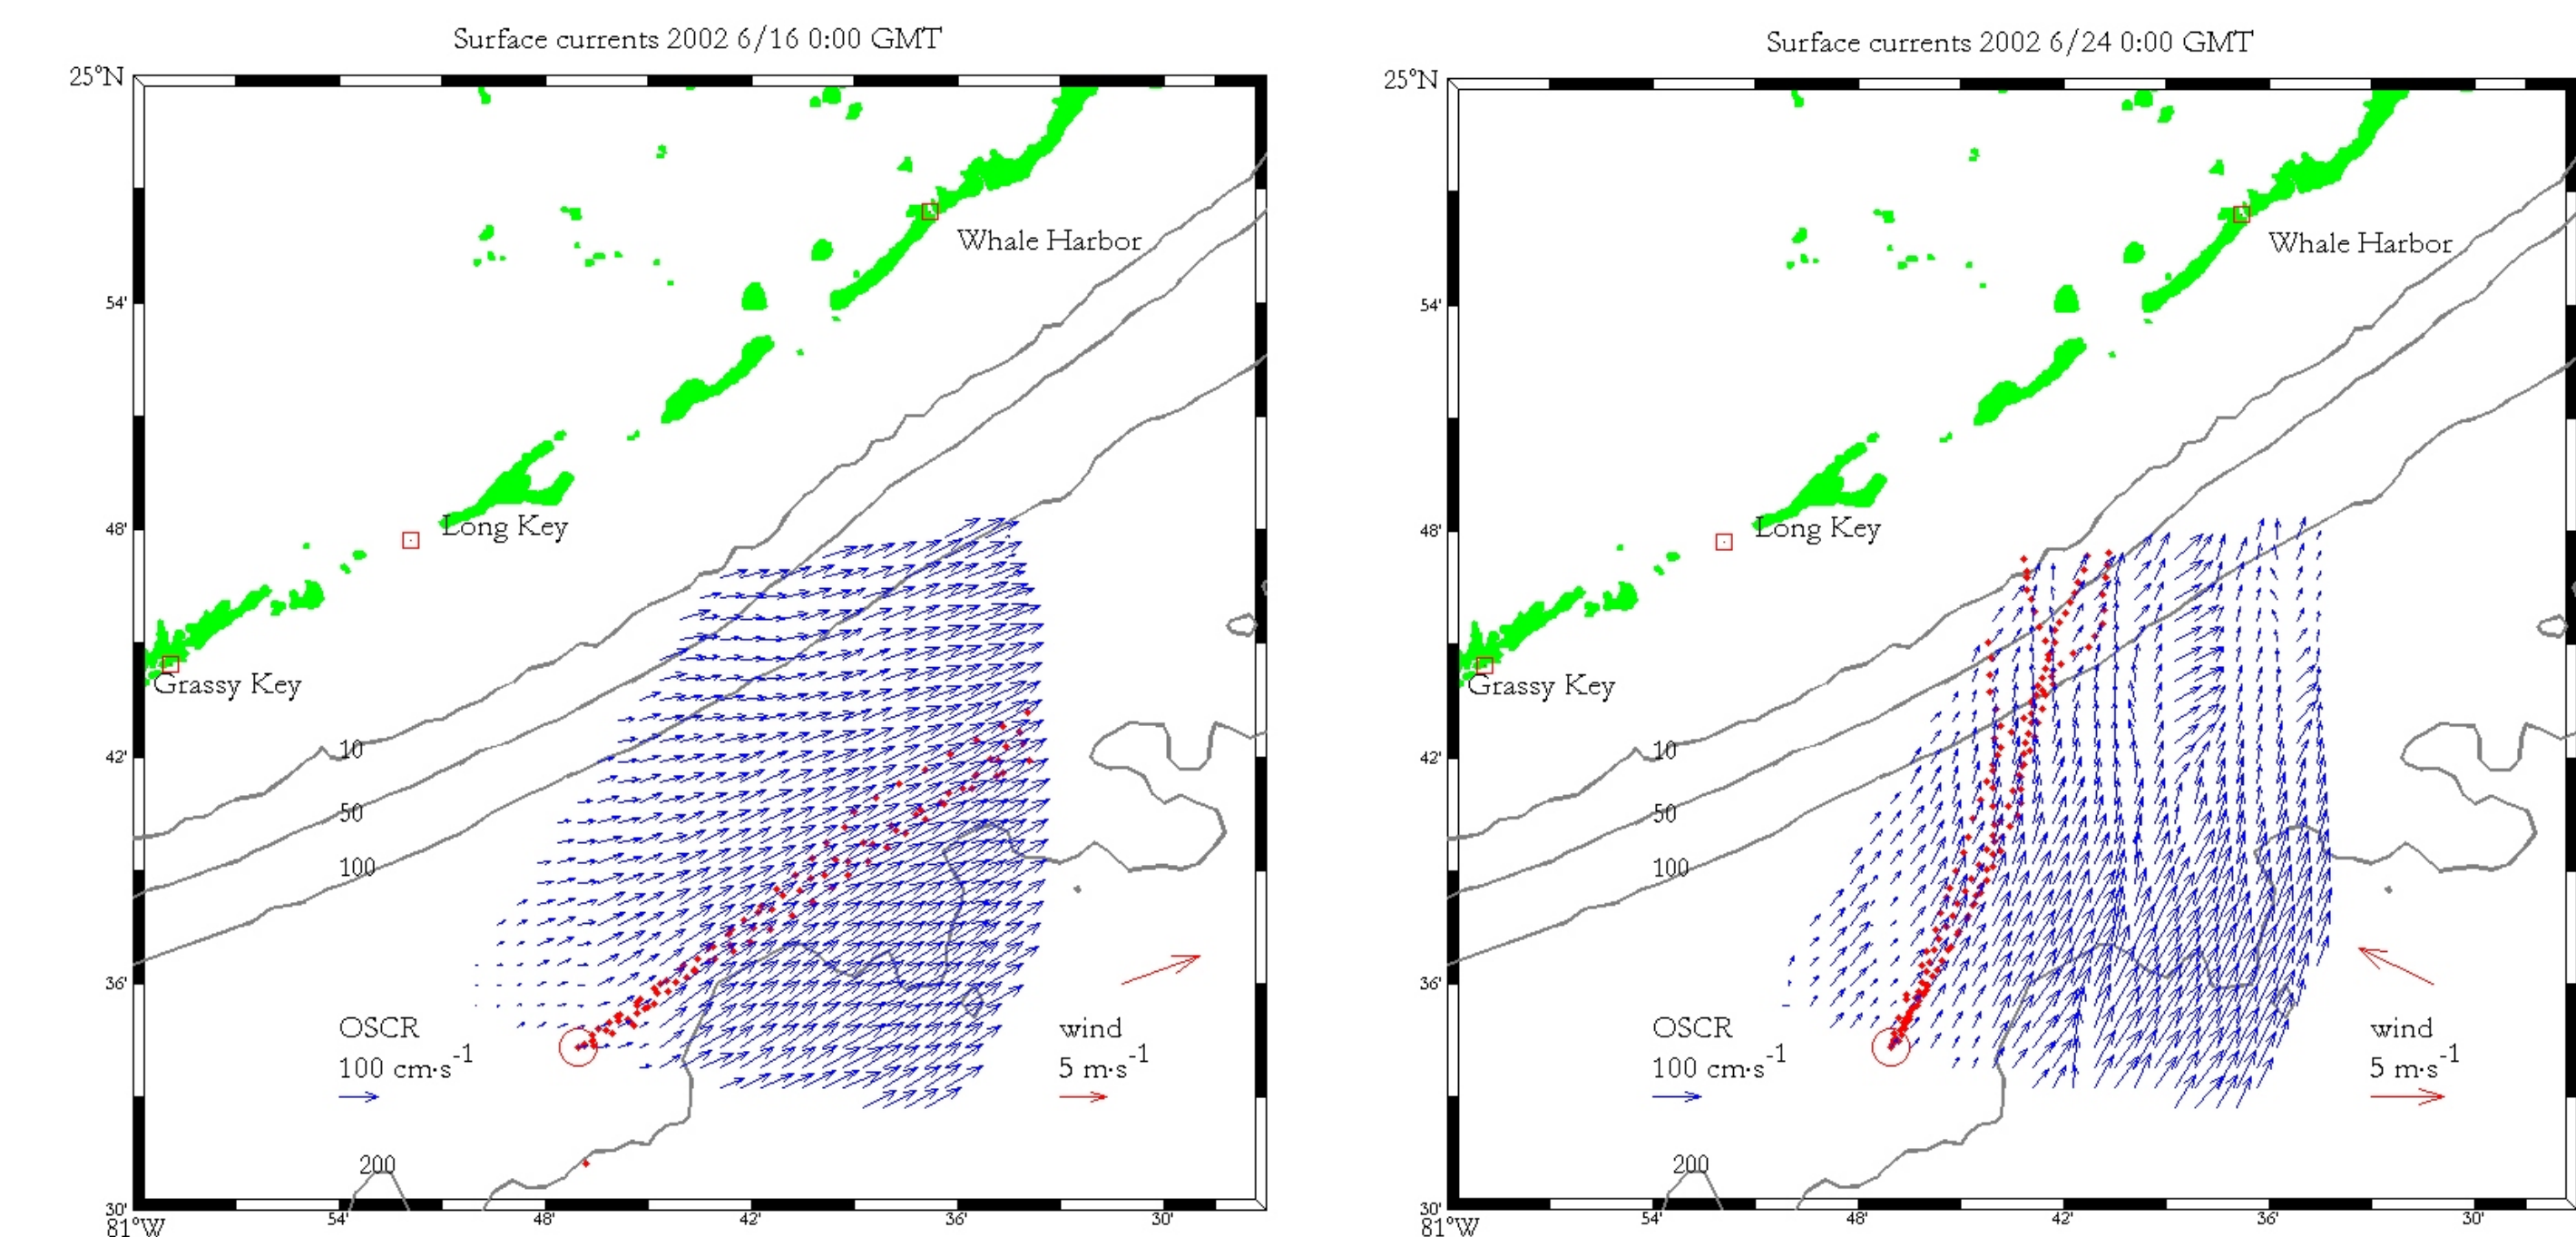 Surface currents 2002 6/16 0:00 GMT
25°N
Whale Harbor
54'
48'
Long Key
Grassy Key
10
42'
50
100
36'
OSCR
100 cm·s⁻¹
wind
5 m·s⁻¹
200
30'
81°W
54'
48'
42'
36'
30'
Surface currents 2002 6/24 0:00 GMT
25°N
Whale Harbor
54'
48'
Long Key
Grassy Key
10
42'
50
100
36'
OSCR
100 cm·s⁻¹
wind
5 m·s⁻¹
200
30'
81°W
54'
48'
42'
36'
30'